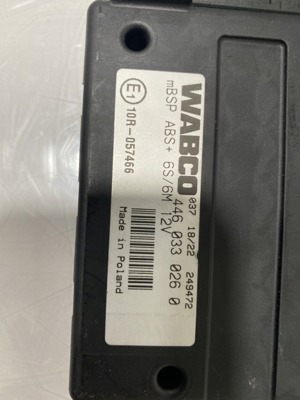 WABCO 446 033 026 0
037 18/22 249472
mBSP ABS+ 6S/6M 12V
E1 10R-057466
Made in Poland